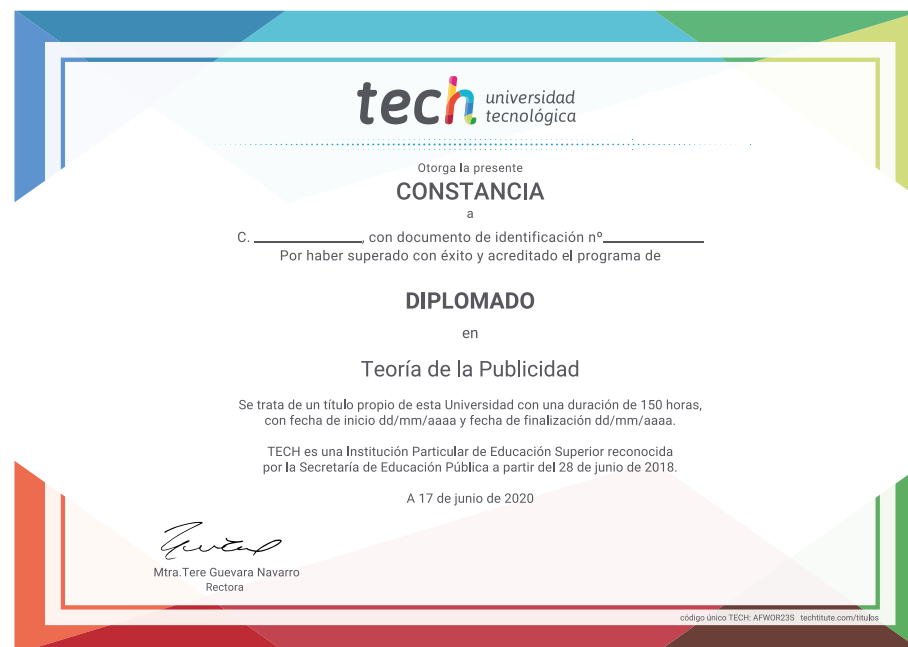 tech universidad
tecnológica
Otorga la presente
CONSTANCIA
a
C. ____________, con documento de identificación nº___________
Por haber superado con éxito y acreditado el programa de
DIPLOMADO
en
Teoría de la Publicidad
Se trata de un título propio de esta Universidad con una duración de 150 horas,
con fecha de inicio dd/mm/aaaa y fecha de finalización dd/mm/aaaa.
TECH es una Institución Particular de Educación Superior reconocida
por la Secretaría de Educación Pública a partir del 28 de junio de 2018.
A 17 de junio de 2020
Mtra.Tere Guevara Navarro
Rectora
código único TECH: AFWOR23S techtitute.com/titulos